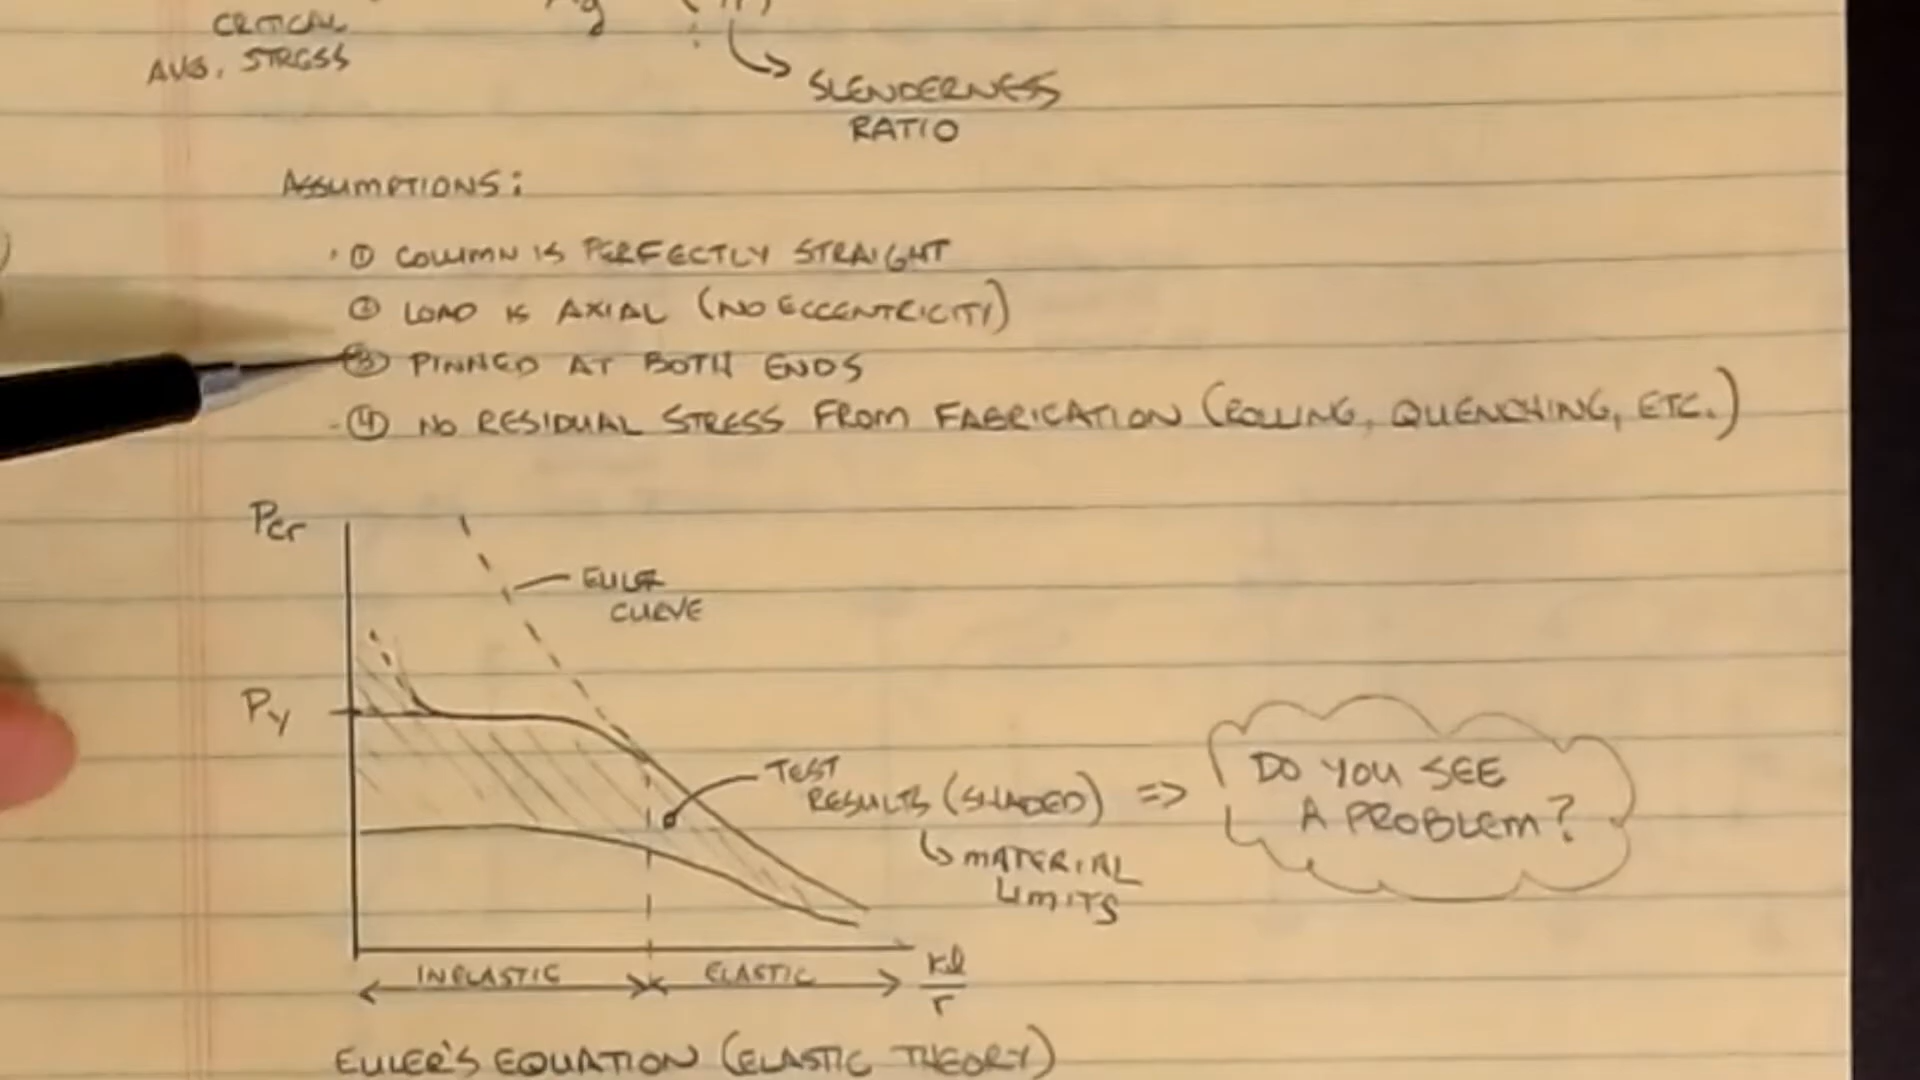 CRITICAL
AVG. STRESS
SLENDERNESS
RATIO
ASSUMPTIONS:
① COLUMN IS PERFECTLY STRAIGHT
② LOAD IS AXIAL (NO ECCENTRICITY)
③ PINNED AT BOTH ENDS
④ NO RESIDUAL STRESS FROM FABRICATION (ROLLING, QUENCHING, ETC.)
Pcr
EULER
CURVE
Py
TEST
RESULTS (SHADED) =>
DO YOU SEE
A PROBLEM?
↳ MATERIAL
LIMITS
INELASTIC
ELASTIC
Kl
r
EULER'S EQUATION (ELASTIC THEORY)